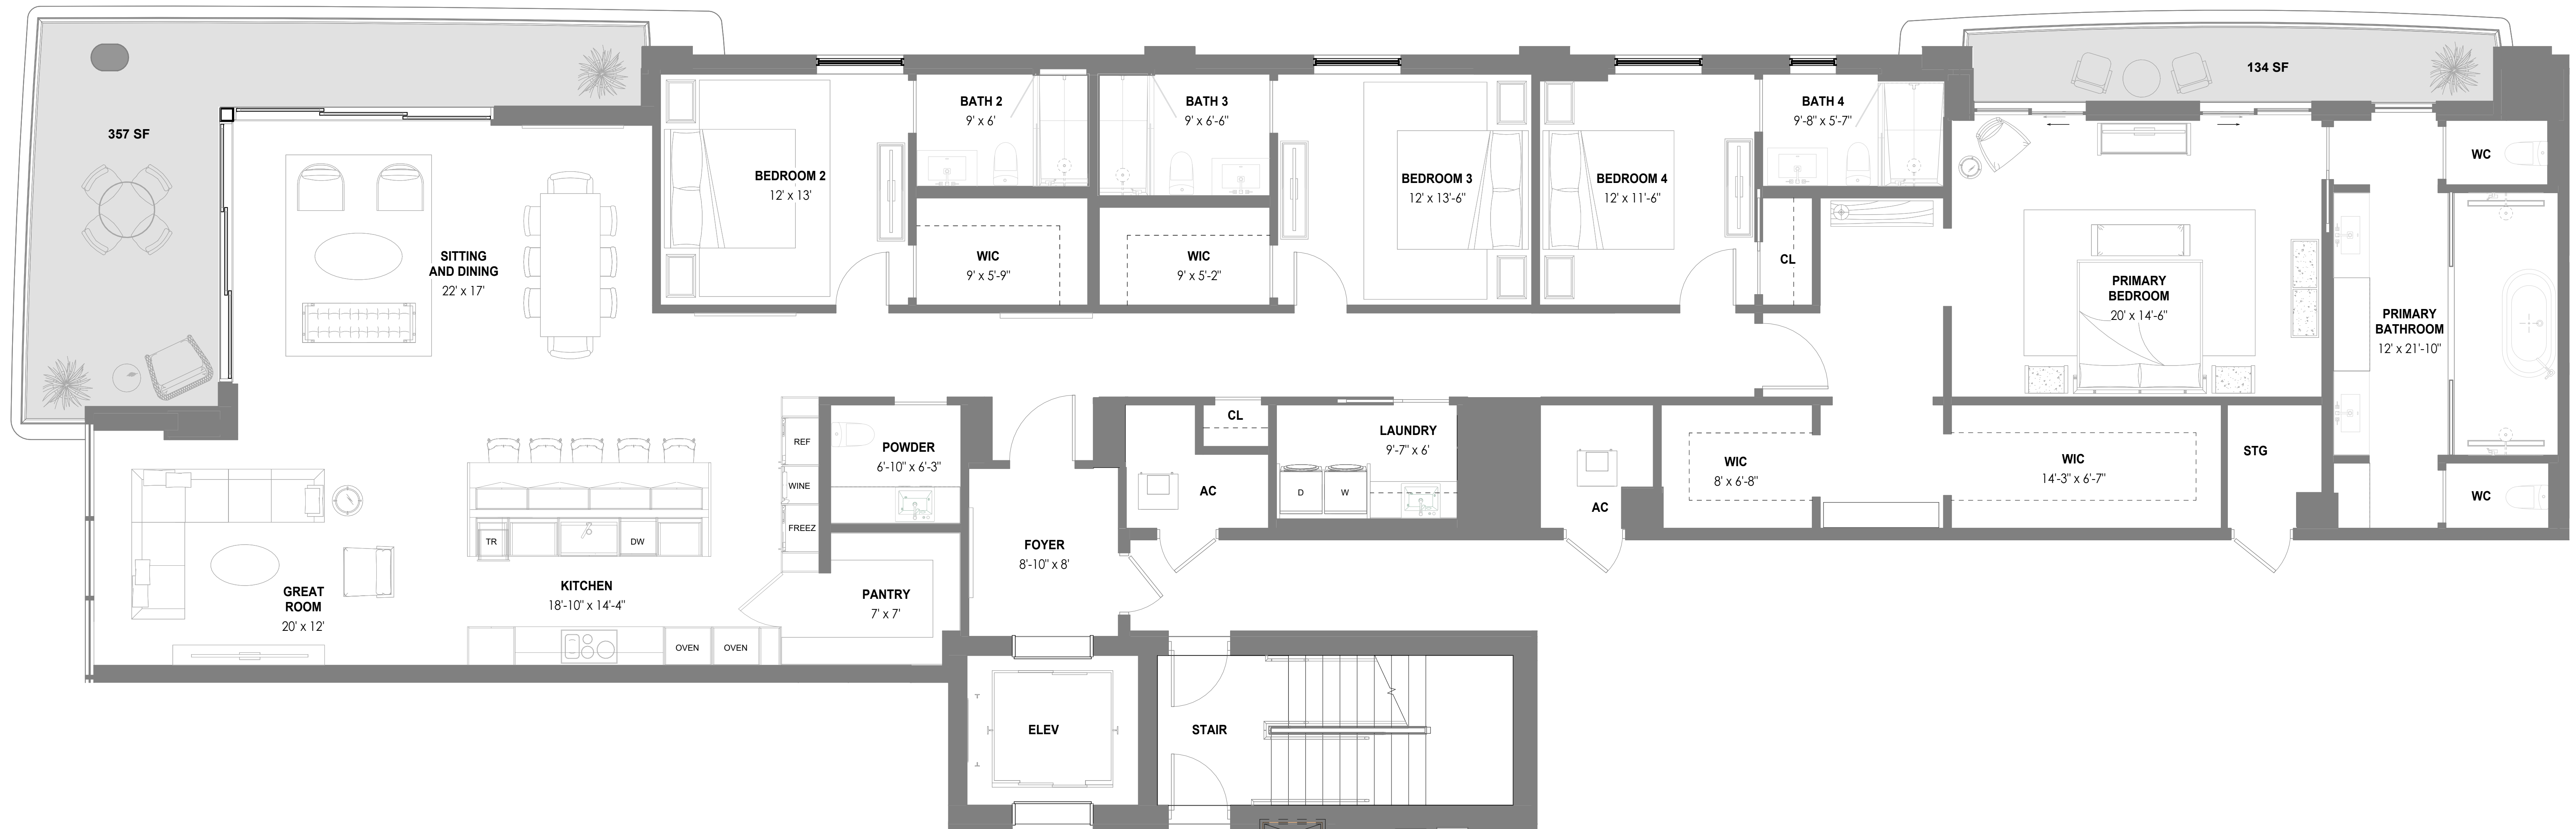 357 SF
134 SF
BATH 2
9' x 6'
BATH 3
9' x 6'-6"
BATH 4
9'-8" x 5'-7"
WC
BEDROOM 2
12' x 13'
BEDROOM 3
12' x 13'-6"
BEDROOM 4
12' x 11'-6"
SITTING
AND DINING
22' x 17'
WIC
9' x 5'-9"
WIC
9' x 5'-2"
CL
PRIMARY
BEDROOM
20' x 14'-6"
PRIMARY
BATHROOM
12' x 21'-10"
REF
WINE
FREEZ
POWDER
6'-10" x 6'-3"
CL
LAUNDRY
9'-7" x 6'
D
W
AC
AC
WIC
8' x 6'-8"
WIC
14'-3" x 6'-7"
STG
WC
TR
DW
FOYER
8'-10" x 8'
GREAT
ROOM
20' x 12'
KITCHEN
18'-10" x 14'-4"
PANTRY
7' x 7'
OVEN
OVEN
ELEV
STAIR